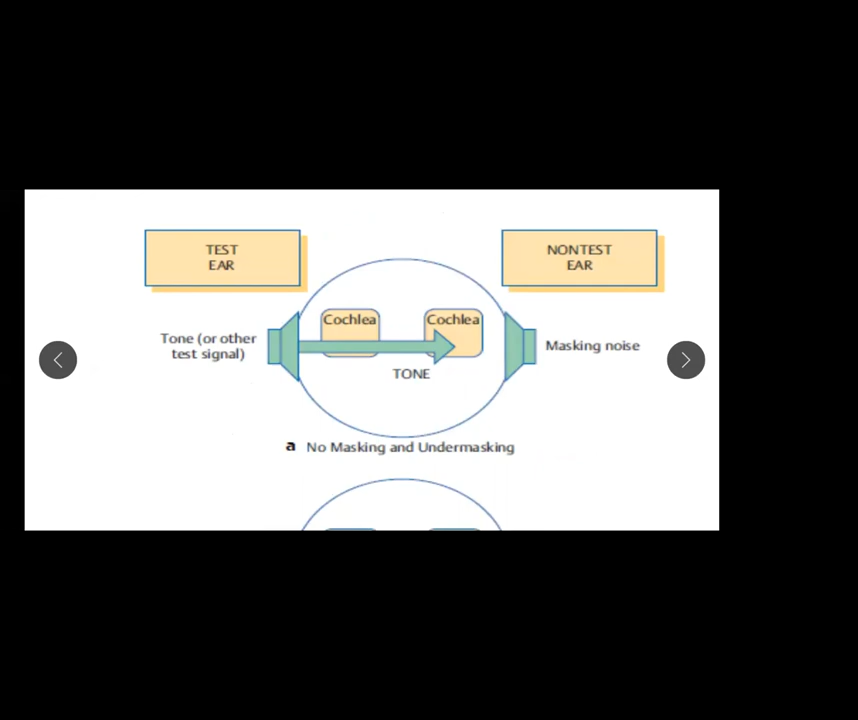 TEST
EAR
NONTEST
EAR
Cochlea
Cochlea
Tone (or other
test signal)
Masking noise
TONE
a No Masking and Undermasking